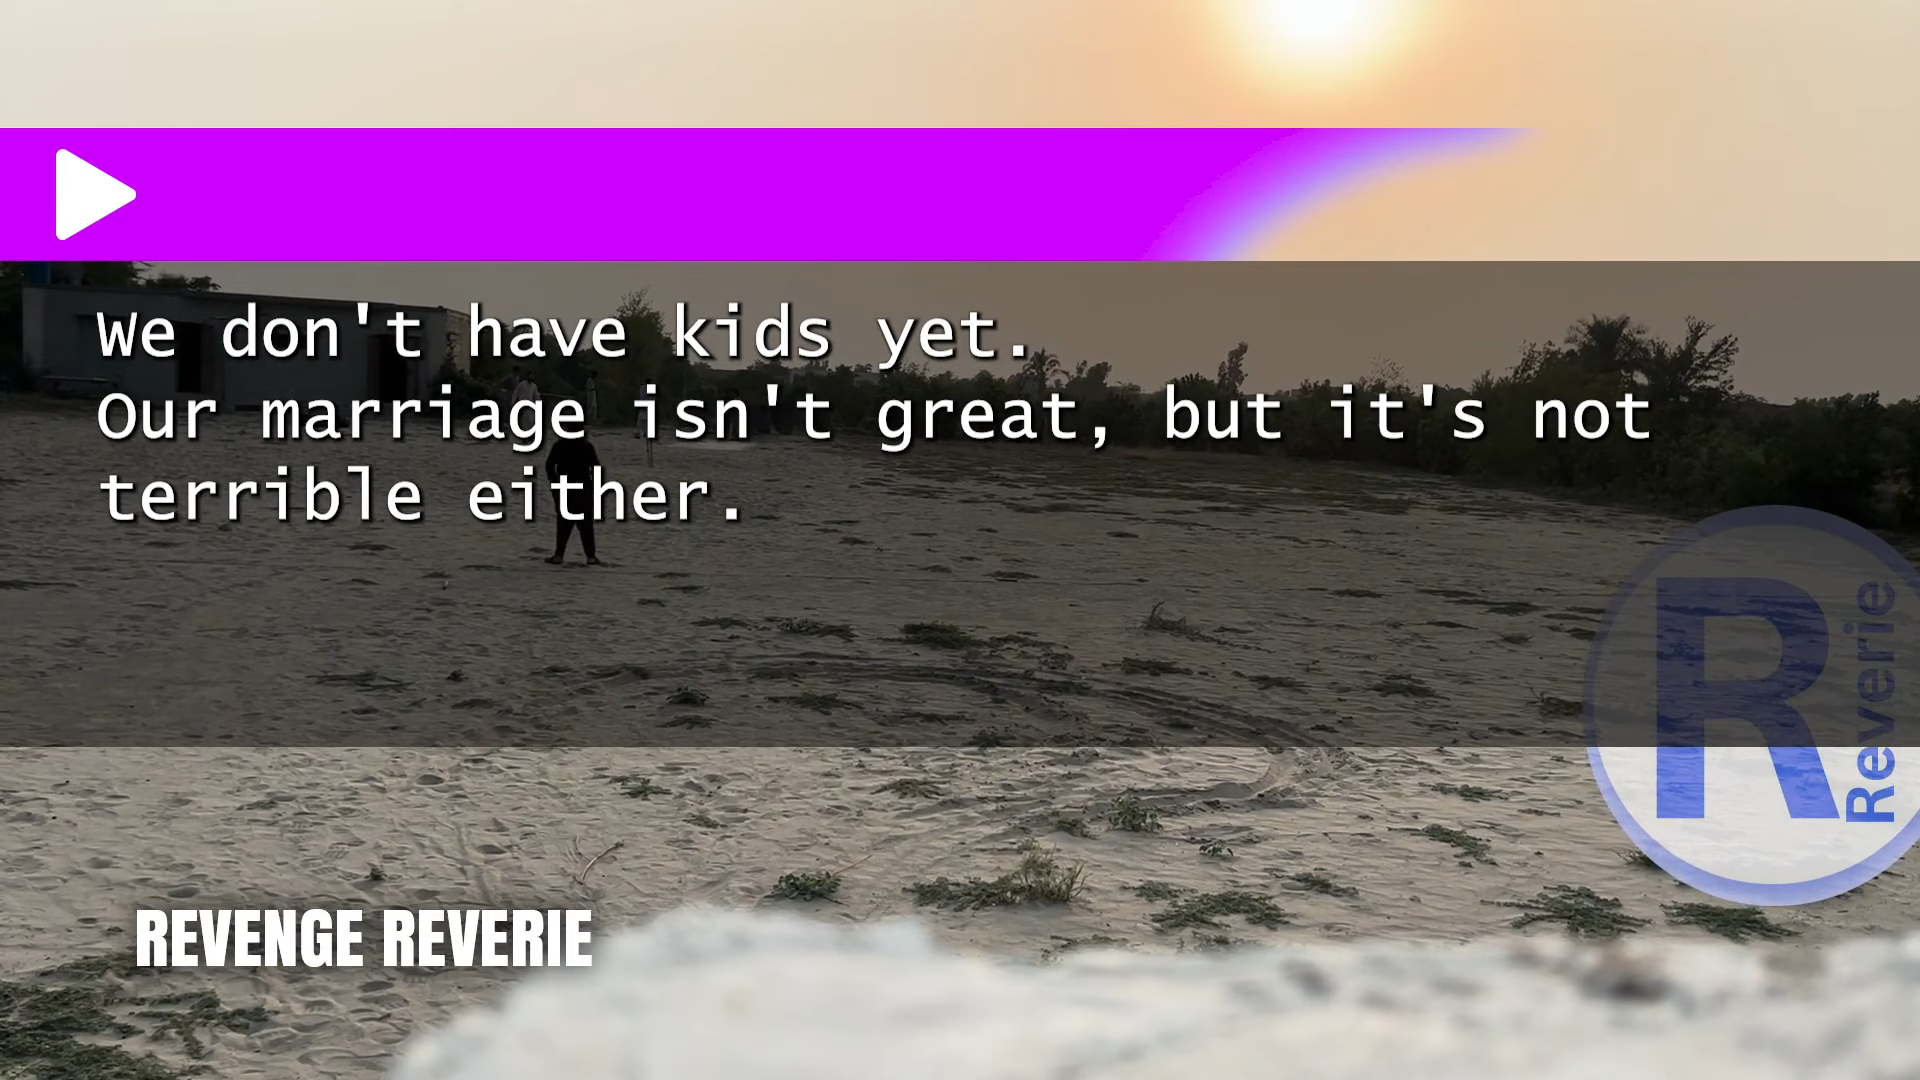 We don't have kids yet.
Our marriage isn't great, but it's not
terrible either.
R
Reverie
REVENGE REVERIE